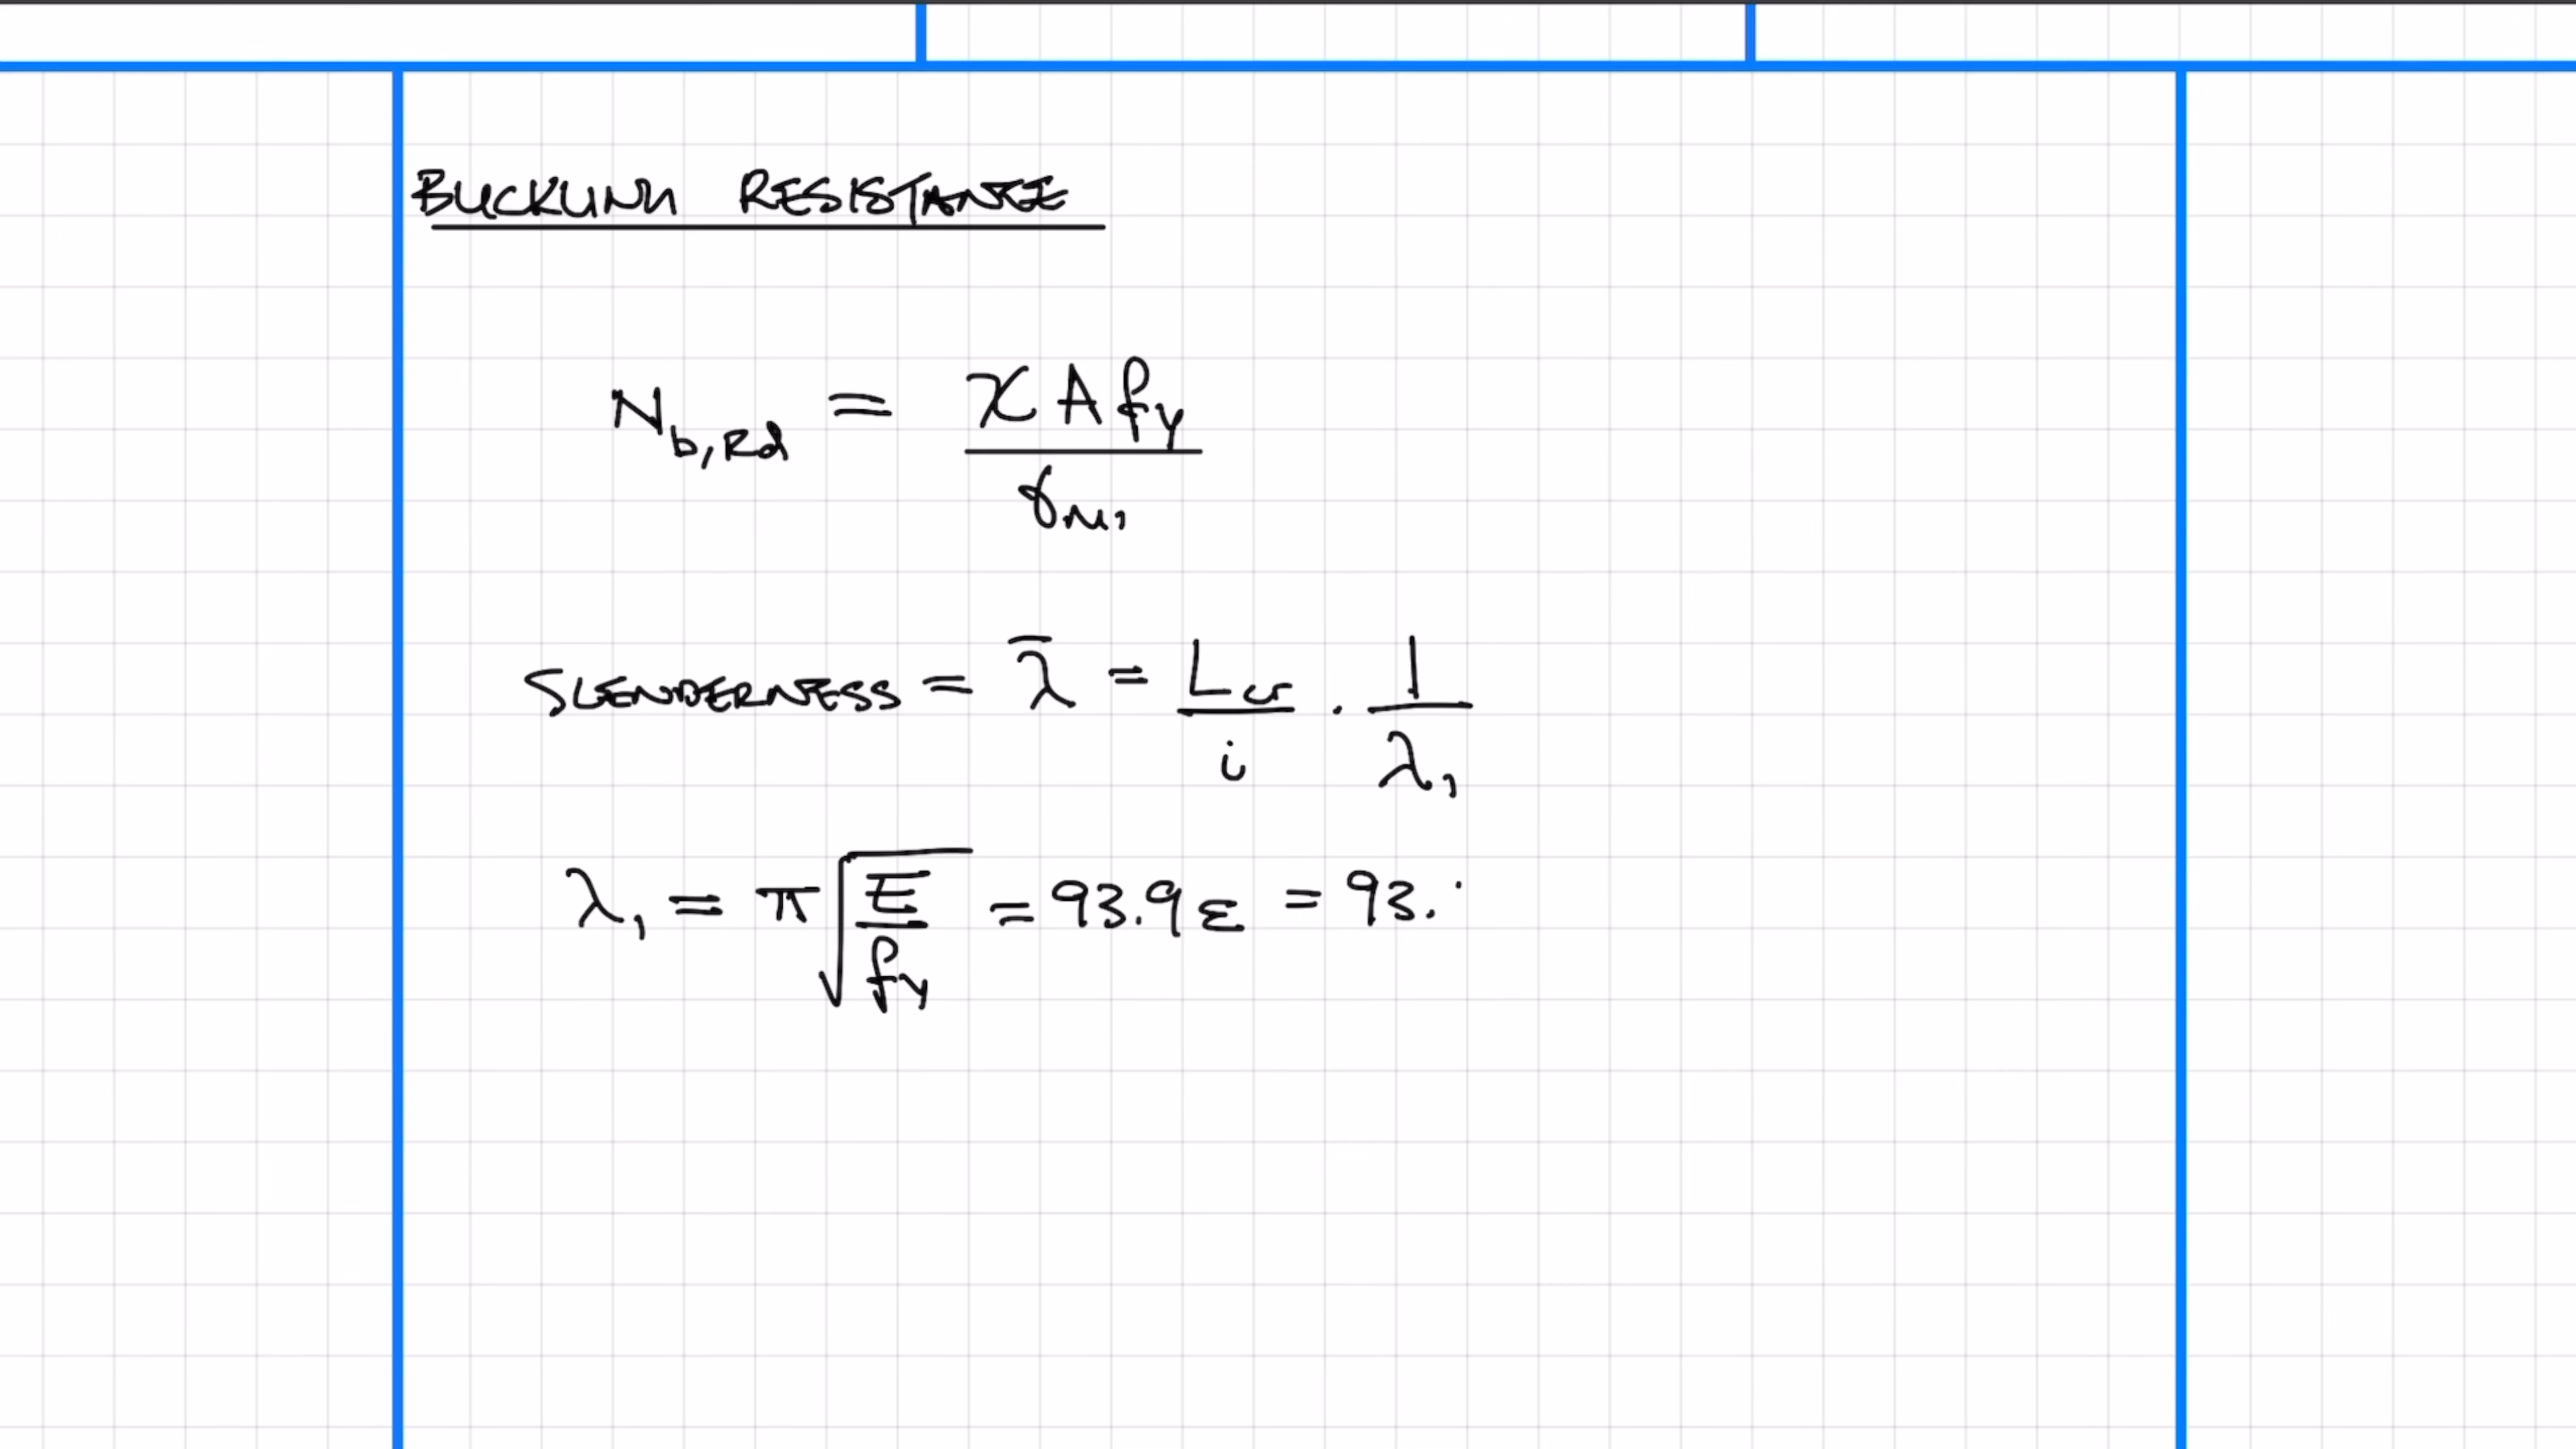 BUCKLING RESISTANCE
N_b,Rd = χ A f_y / γ_M1
SLENDERNESS = λ̄ = L_cr / i · 1 / λ_1
λ_1 = π √(E / f_y) = 93.9 ε = 93.